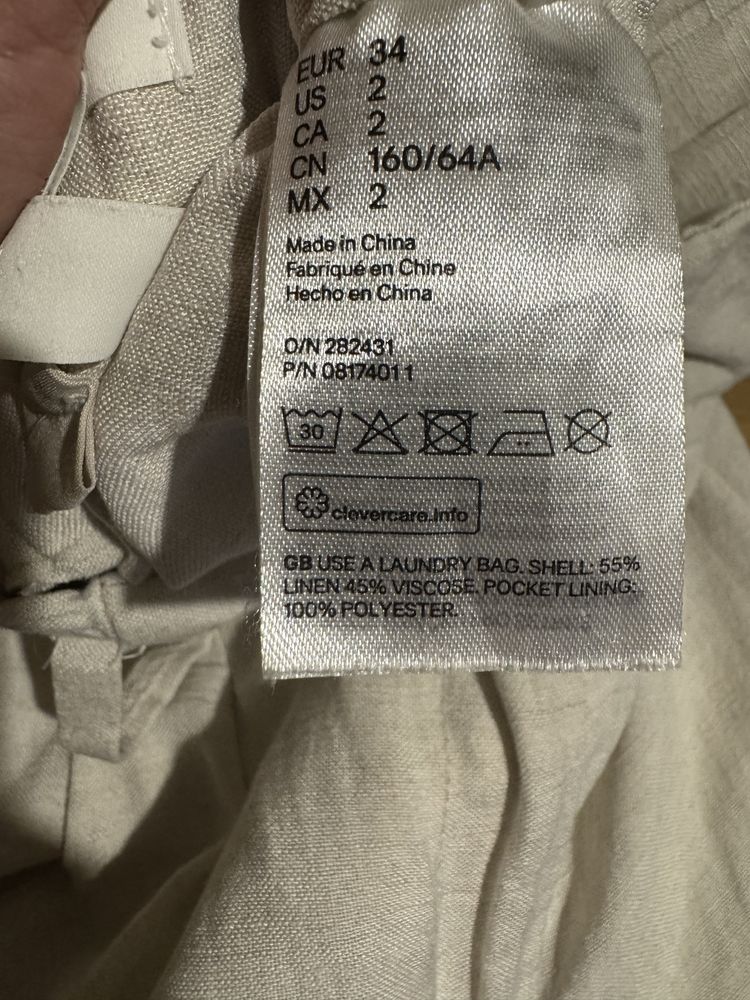 EUR 34
US 2
CA 2
CN 160/64A
MX 2
Made in China
Fabriqué en Chine
Hecho en China
O/N 282431
P/N 08174011
30
clevercare.info
GB USE A LAUNDRY BAG. SHELL: 55%
LINEN 45% VISCOSE. POCKET LINING:
100% POLYESTER.